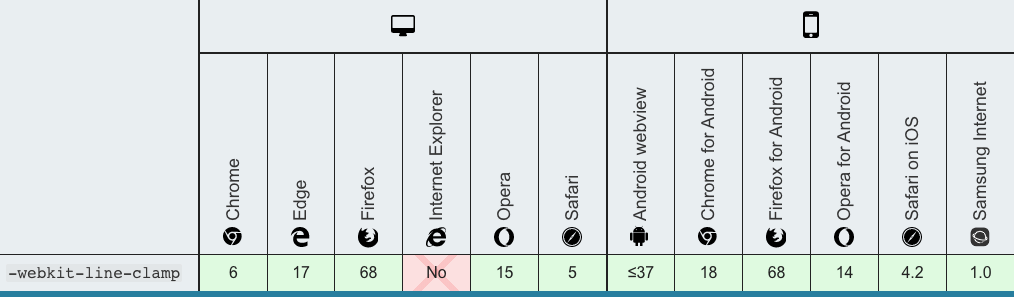 Chrome
Edge
Firefox
Internet Explorer
Opera
Safari
Android webview
Chrome for Android
Firefox for Android
Opera for Android
Safari on iOS
Samsung Internet
-webkit-line-clamp 6 17 68 No 15 5 ≤37 18 68 14 4.2 1.0